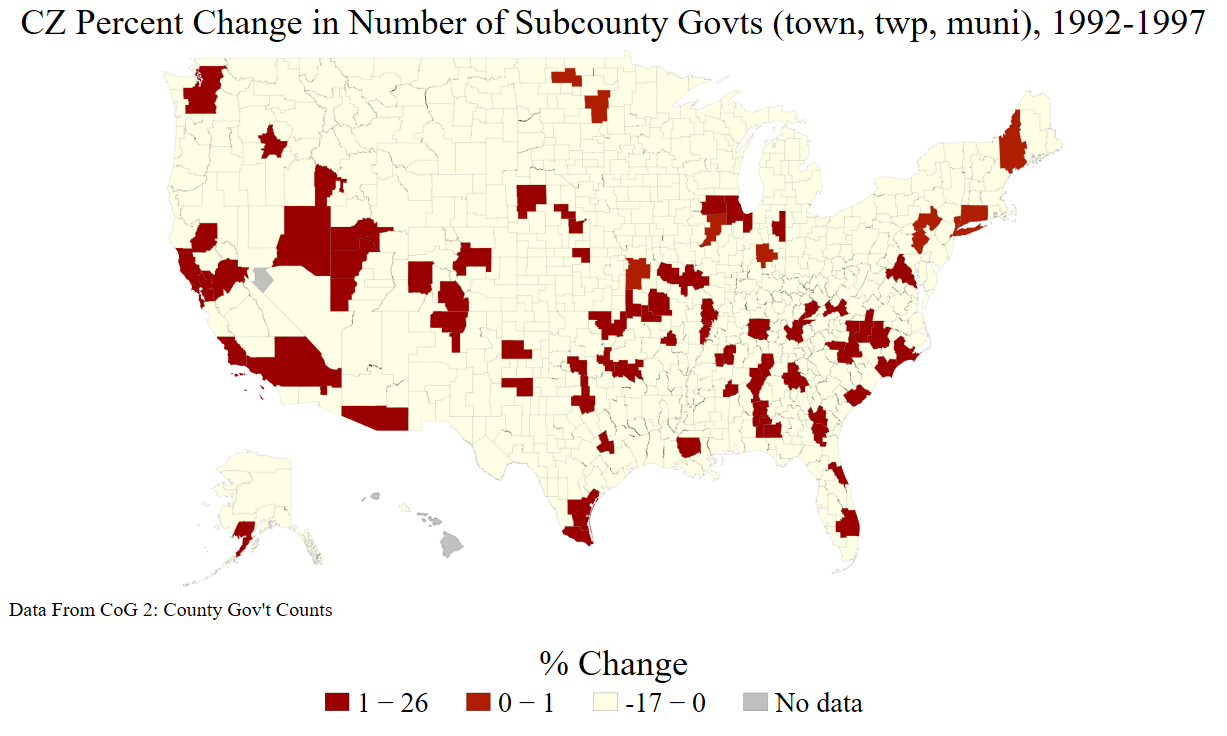 CZ Percent Change in Number of Subcounty Govts (town, twp, muni), 1992-1997
Data From CoG 2: County Gov't Counts
% Change
1 − 26
0 − 1
-17 − 0
No data